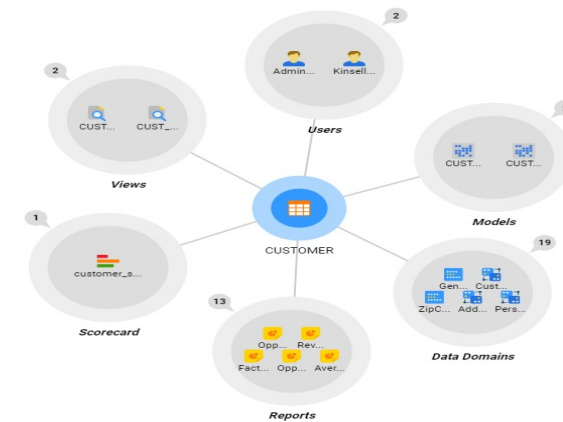 2
Admin...
Kinsell...
Users
2
CUST...
CUST_...
Views
CUST...
CUST...
Models
CUSTOMER
1
customer_s...
Scorecard
19
Gen...
Cust...
ZipC...
Add...
Pers...
Data Domains
13
Opp...
Rev...
Fact...
Opp...
Aver...
Reports